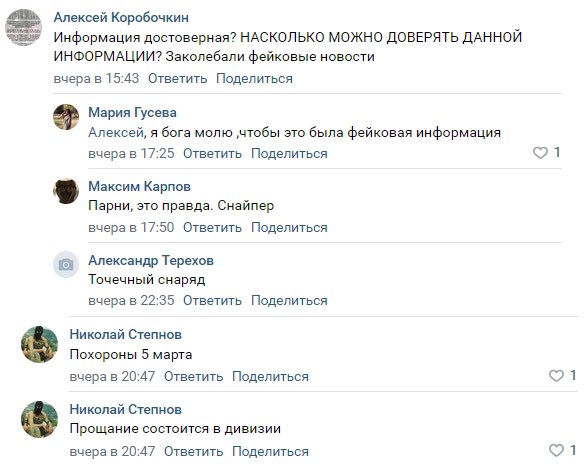 Алексей Коробочкин
Информация достоверная? НАСКОЛЬКО МОЖНО ДОВЕРЯТЬ ДАННОЙ
ИНФОРМАЦИИ? Заколебали фейковые новости
вчера в 15:43 Ответить Поделиться
Мария Гусева
Алексей, я бога молю ,чтобы это была фейковая информация
вчера в 17:25 Ответить Поделиться 1
Максим Карпов
Парни, это правда. Снайпер
вчера в 17:50 Ответить Поделиться
Александр Терехов
Точечный снаряд
вчера в 22:35 Ответить Поделиться
Николай Степнов
Похороны 5 марта
вчера в 20:47 Ответить Поделиться 1
Николай Степнов
Прощание состоится в дивизии
вчера в 20:47 Ответить Поделиться 1